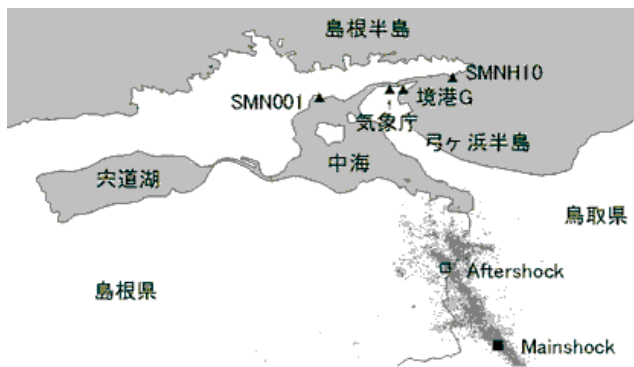 島根半島
SMNH10
SMN001
境港G
気象庁
弓ヶ浜半島
中海
宍道湖
鳥取県
Aftershock
島根県
Mainshock